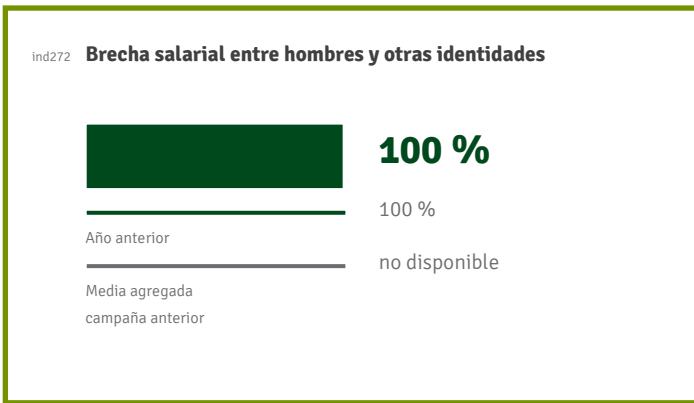 ind272 Brecha salarial entre hombres y otras identidades
100 %
100 %
Año anterior
no disponible
Media agregada
campaña anterior